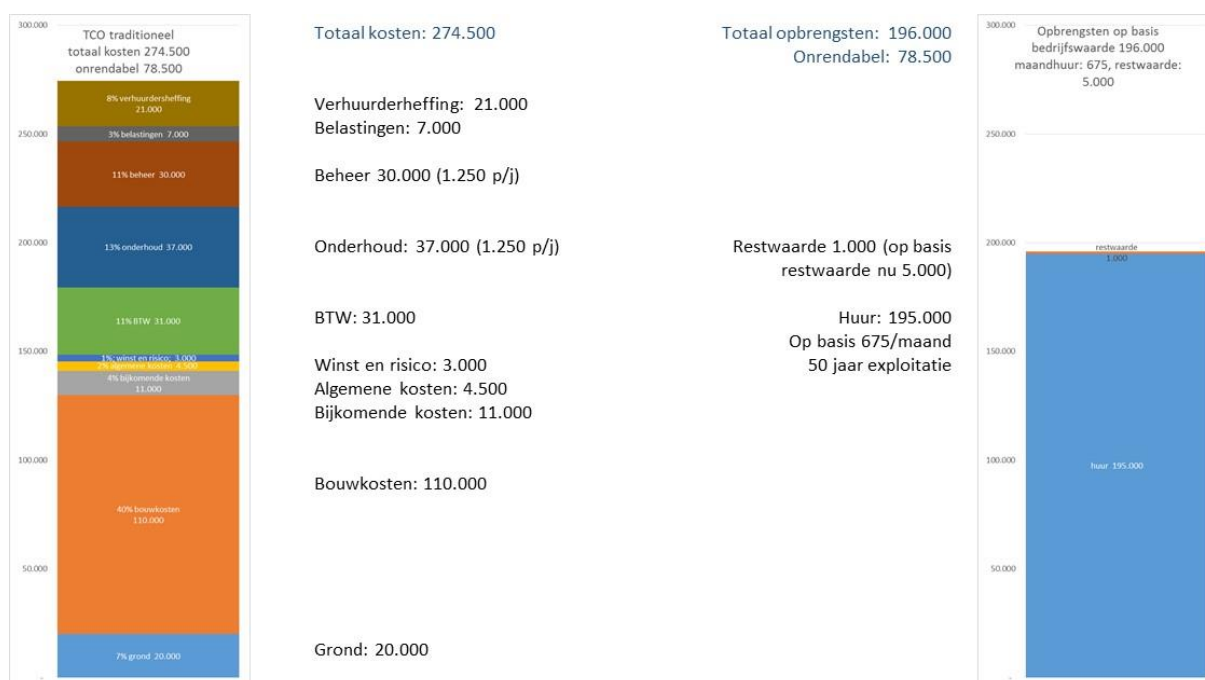 300.000
TCO traditioneel
totaal kosten 274.500
onrendabel 78.500
8% verhuurdersheffing
21.000
250.000
3% belastingen 7.000
11% beheer 30.000
200.000
13% onderhoud 37.000
11% BTW 31.000
150.000
1%; winst en risico; 3.000
2% algemene kosten 4.500
4% bijkomende kosten
11.000
100.000
40% bouwkosten
110.000
50.000
7% grond 20.000
-
Totaal kosten: 274.500
Verhuurderheffing: 21.000
Belastingen: 7.000
Beheer 30.000 (1.250 p/j)
Onderhoud: 37.000 (1.250 p/j)
BTW: 31.000
Winst en risico: 3.000
Algemene kosten: 4.500
Bijkomende kosten: 11.000
Bouwkosten: 110.000
Grond: 20.000
Totaal opbrengsten: 196.000
Onrendabel: 78.500
Restwaarde 1.000 (op basis
restwaarde nu 5.000)
Huur: 195.000
Op basis 675/maand
50 jaar exploitatie
300.000
Opbrengsten op basis
bedrijfswaarde 196.000
maandhuur: 675, restwaarde:
5.000
250.000
200.000
restwaarde
1.000
150.000
100.000
huur 195.000
50.000
-